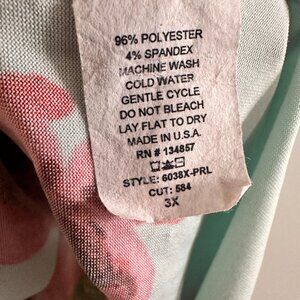 96% POLYESTER
4% SPANDEX
MACHINE WASH
COLD WATER
GENTLE CYCLE
DO NOT BLEACH
LAY FLAT TO DRY
MADE IN U.S.A.
RN # 134857
STYLE: 6038X-PRL
CUT: 584
3X